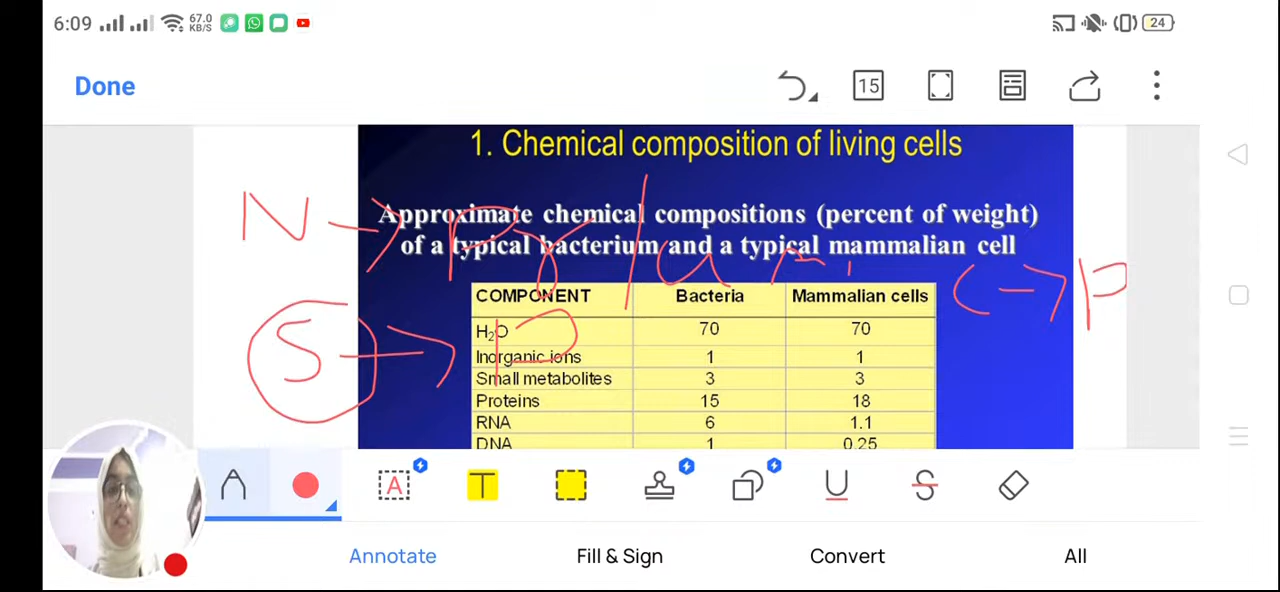 6:09 67.0 KB/S 24
Done 15
1. Chemical composition of living cells
Approximate chemical compositions (percent of weight)
of a typical bacterium and a typical mammalian cell
N → P
C → P
S → P
COMPONENT Bacteria Mammalian cells
H₂O 70 70
Inorganic ions 1 1
Small metabolites 3 3
Proteins 15 18
RNA 6 1.1
DNA 1 0.25
A T U S
Annotate Fill & Sign Convert All